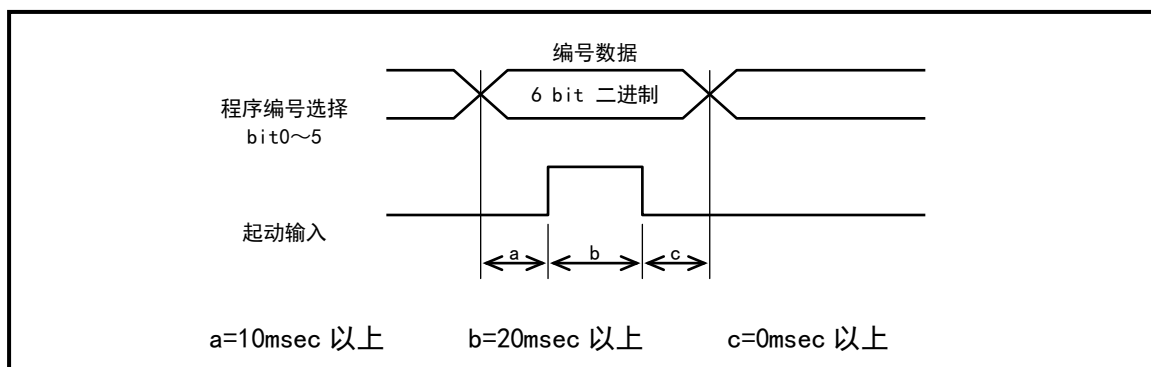 编号数据
6 bit 二进制
程序编号选择
bit0～5
起动输入
a
b
c
a=10msec 以上
b=20msec 以上
c=0msec 以上